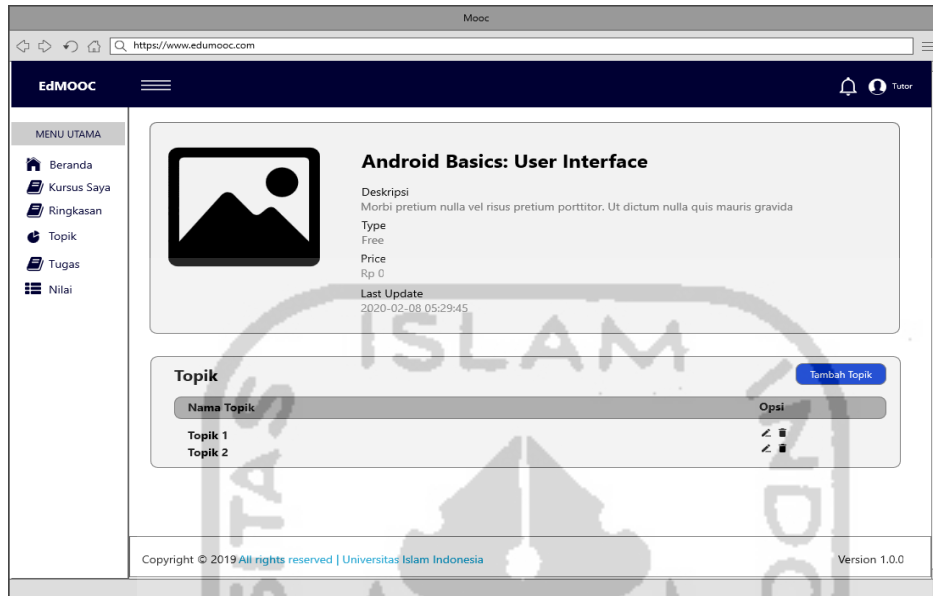 Mooc
https://www.edumooc.com
EdMOOC
Tutor
MENU UTAMA
Beranda
Kursus Saya
Ringkasan
Topik
Tugas
Nilai
Android Basics: User Interface
Deskripsi
Morbi pretium nulla vel risus pretium porttitor. Ut dictum nulla quis mauris gravida
Type
Free
Price
Rp 0
Last Update
2020-02-08 05:29:45
ISLAM
Topik
Tambah Topik
Nama Topik Opsi
Topik 1
Topik 2
Copyright © 2019 All rights reserved | Universitas Islam Indonesia
Version 1.0.0